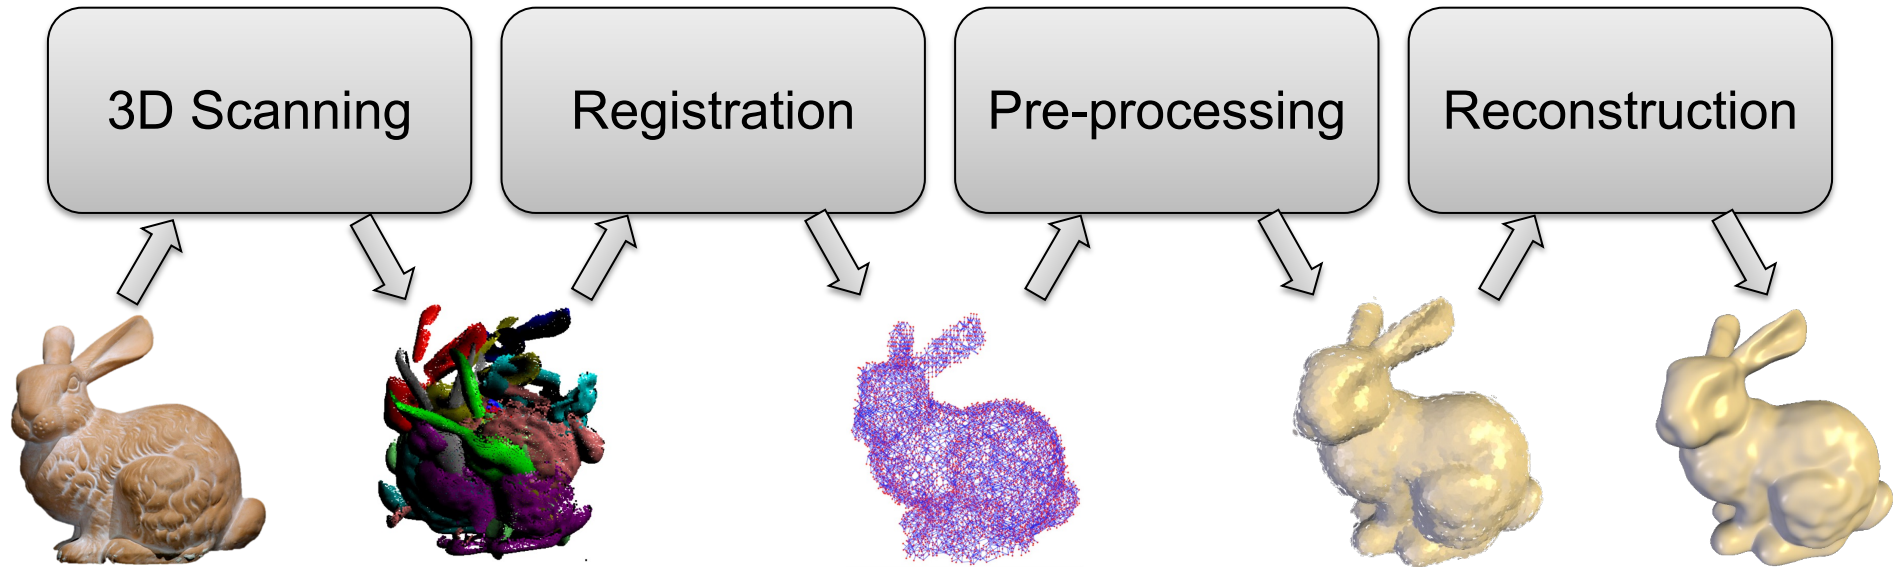 3D Scanning
Registration
Pre-processing
Reconstruction